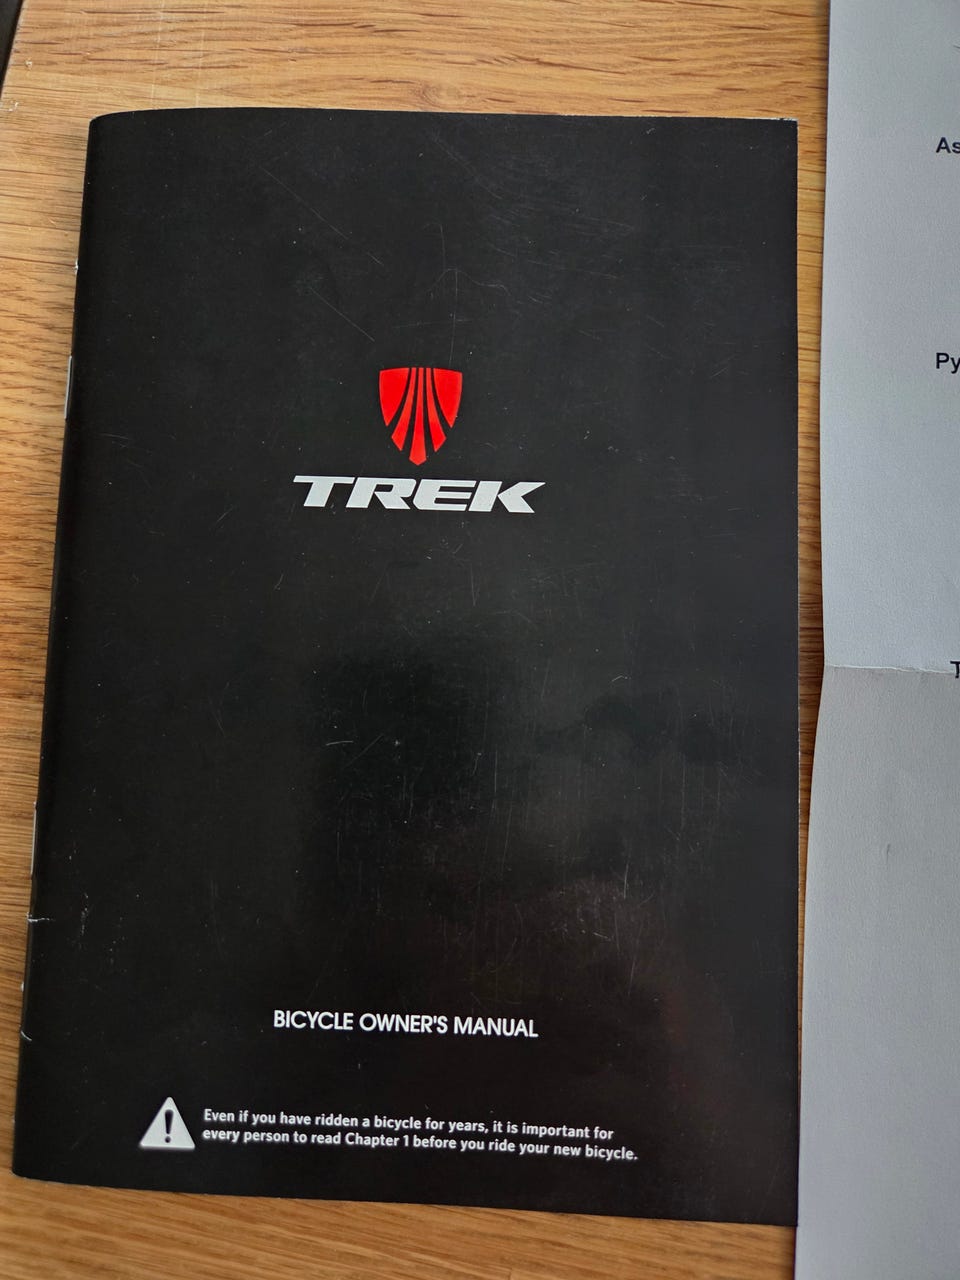 TREK
BICYCLE OWNER'S MANUAL
Even if you have ridden a bicycle for years, it is important for
every person to read Chapter 1 before you ride your new bicycle.
As
Py